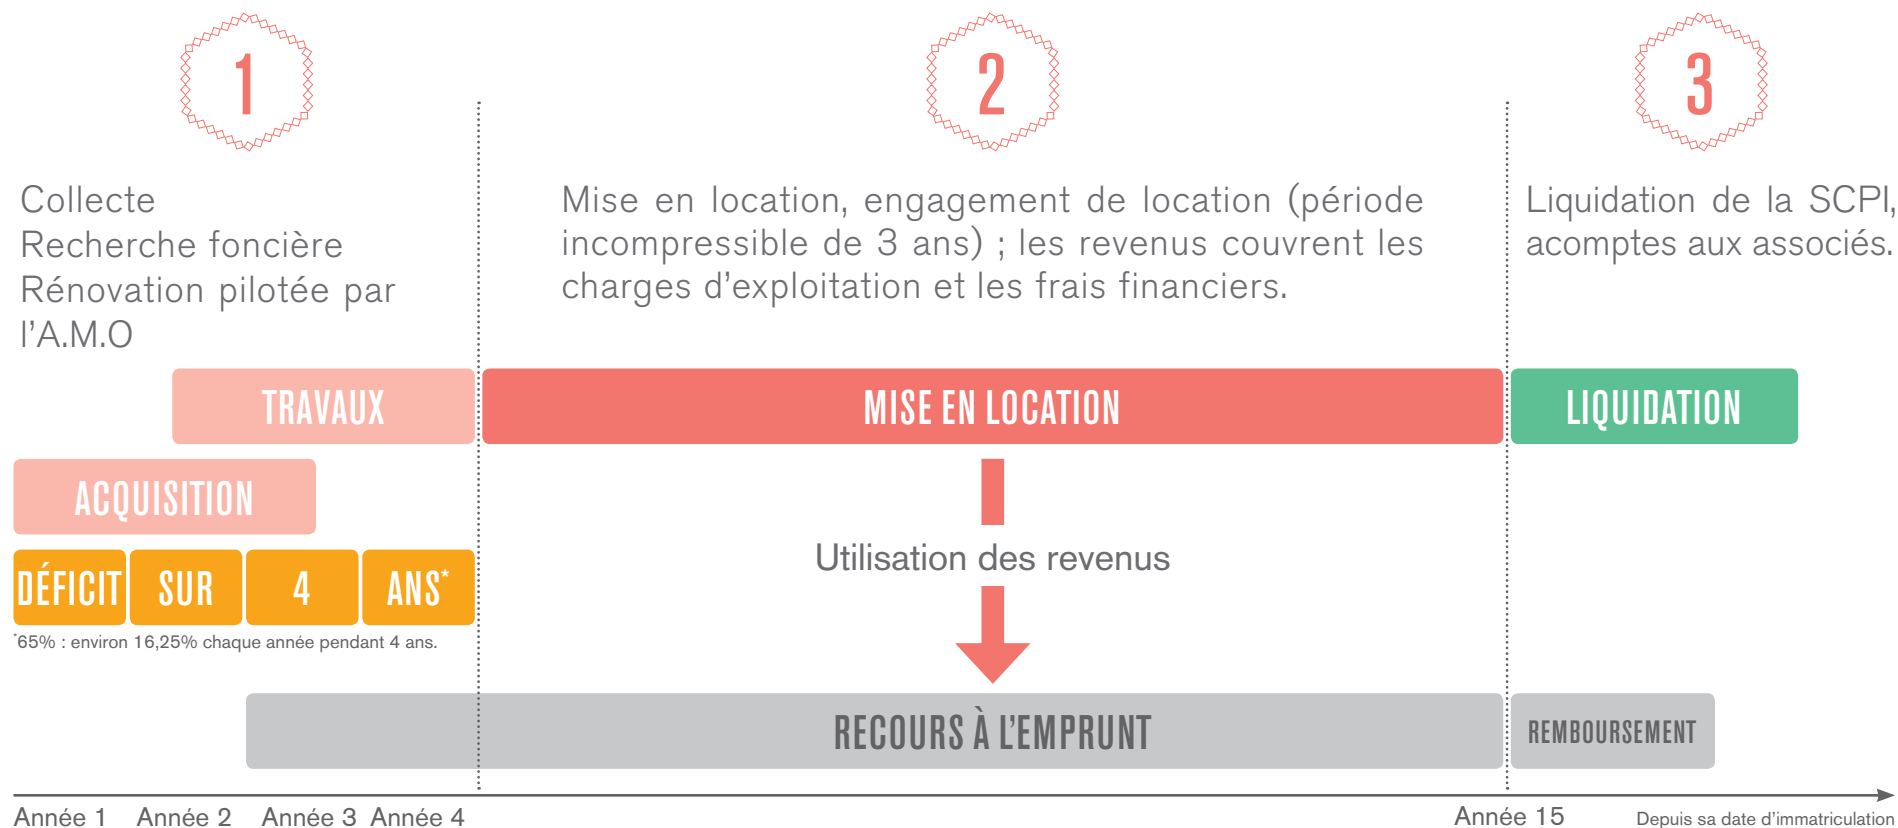 1
2
3
Collecte
Recherche foncière
Rénovation pilotée par
l’A.M.O
Mise en location, engagement de location (période
incompressible de 3 ans) ; les revenus couvrent les
charges d’exploitation et les frais financiers.
Liquidation de la SCPI,
acomptes aux associés.
TRAVAUX
MISE EN LOCATION
LIQUIDATION
ACQUISITION
DÉFICIT SUR 4 ANS*
*65% : environ 16,25% chaque année pendant 4 ans.
Utilisation des revenus
RECOURS À L’EMPRUNT
REMBOURSEMENT
Année 1 Année 2 Année 3 Année 4 Année 15 Depuis sa date d’immatriculation